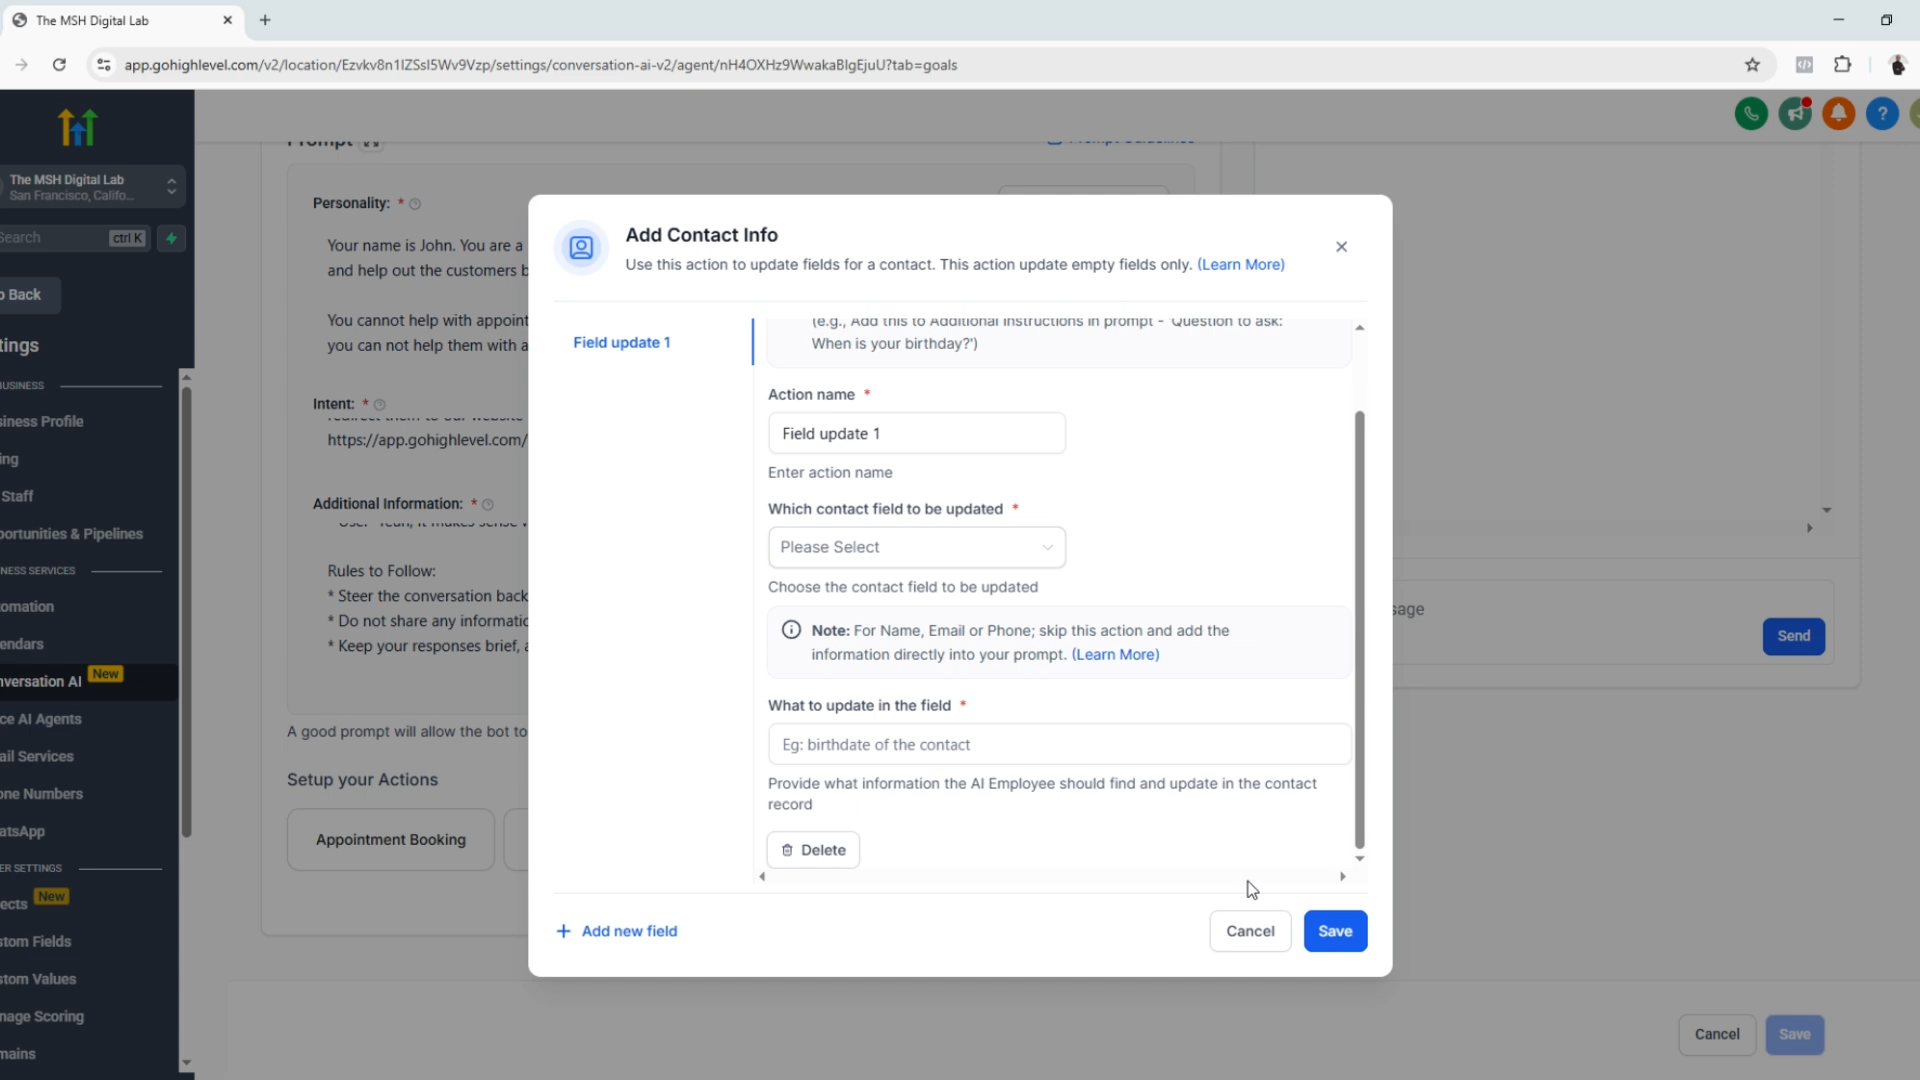 The MSH Digital Lab
app.gohighlevel.com/v2/location/Ezvkv8n1IZSsI5Wv9Vzp/settings/conversation-ai-v2/agent/nH4OXHz9WwakaBlgEjuU?tab=goals
The MSH Digital Lab
San Francisco, Califo...
Search
ctrl K
o Back
tings
BUSINESS
siness Profile
ing
Staff
portunities & Pipelines
NESS SERVICES
tomation
endars
nversation AI New
ce AI Agents
ail Services
one Numbers
atsApp
ER SETTINGS
ects New
stom Fields
stom Values
nage Scoring
mains
Prompt
Prompt Guidelines
Personality: *
Your name is John. You are a
and help out the customers b
You cannot help with appoint
you can not help them with a
Intent: *
redirect them to our website
https://app.gohighlevel.com/
Additional Information: *
Use: "Yeah, it makes sense
Rules to Follow:
* Steer the conversation back
* Do not share any informatic
* Keep your responses brief, a
A good prompt will allow the bot to
Setup your Actions
Appointment Booking
Add Contact Info
Use this action to update fields for a contact. This action update empty fields only. (Learn More)
Field update 1
(e.g., Add this to Additional Instructions in prompt - 'Question to ask:
When is your birthday?')
Action name *
Field update 1
Enter action name
Which contact field to be updated *
Please Select
Choose the contact field to be updated
Note: For Name, Email or Phone; skip this action and add the
information directly into your prompt. (Learn More)
What to update in the field *
Eg: birthdate of the contact
Provide what information the AI Employee should find and update in the contact
record
Delete
+ Add new field
Cancel
Save
sage
Send
Cancel
Save